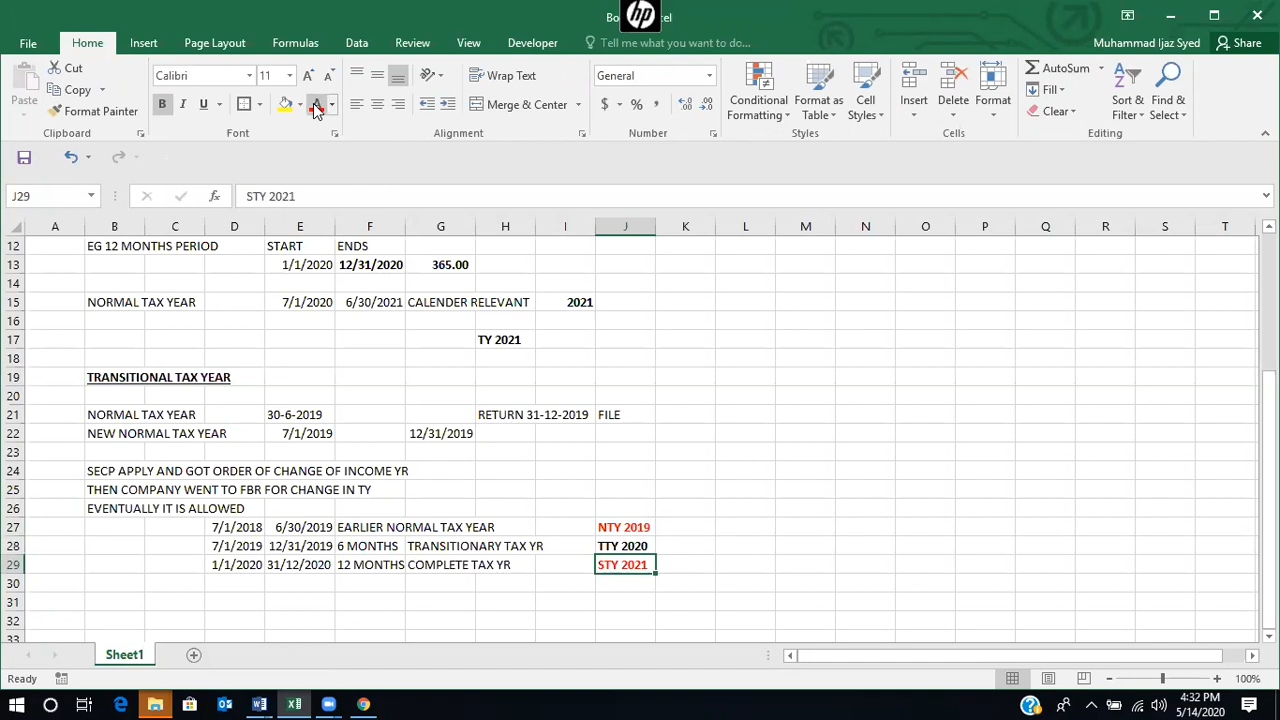 Boo
cel
hp
File
Home
Insert
Page Layout
Formulas
Data
Review
View
Developer
Tell me what you want to do...
Muhammad Ijaz Syed
Share
Paste
Cut
Copy
Format Painter
Clipboard
Calibri
11
B I U
Font
Wrap Text
Merge & Center
Alignment
General
$ % ,
Number
Conditional Formatting
Format as Table
Cell Styles
Styles
Insert
Delete
Format
Cells
AutoSum
Fill
Clear
Sort & Filter
Find & Select
Editing
J29
fx
STY 2021
A B C D E F G H I J K L M N O P Q R S T
12 EG 12 MONTHS PERIOD START ENDS
13 1/1/2020 12/31/2020 365.00
14
15 NORMAL TAX YEAR 7/1/2020 6/30/2021 CALENDER RELEVANT 2021
16
17 TY 2021
18
19 TRANSITIONAL TAX YEAR
20
21 NORMAL TAX YEAR 30-6-2019 RETURN 31-12-2019 FILE
22 NEW NORMAL TAX YEAR 7/1/2019 12/31/2019
23
24 SECP APPLY AND GOT ORDER OF CHANGE OF INCOME YR
25 THEN COMPANY WENT TO FBR FOR CHANGE IN TY
26 EVENTUALLY IT IS ALLOWED
27 7/1/2018 6/30/2019 EARLIER NORMAL TAX YEAR NTY 2019
28 7/1/2019 12/31/2019 6 MONTHS TRANSITIONARY TAX YR TTY 2020
29 1/1/2020 31/12/2020 12 MONTHS COMPLETE TAX YR STY 2021
30
31
32
33
Sheet1
Ready
100%
4:32 PM
5/14/2020